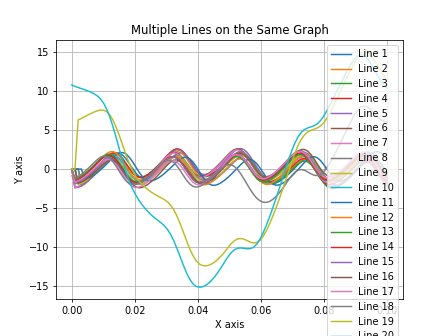 Multiple Lines on the Same Graph
Y axis
15
10
5
0
−5
−10
−15
0.00
0.02
0.04
0.06
X axis
Line 1
Line 2
Line 3
Line 4
Line 5
Line 6
Line 7
Line 8
Line 9
Line 10
Line 11
Line 12
Line 13
Line 14
Line 15
Line 16
Line 17
Line 18
Line 19
Line 20